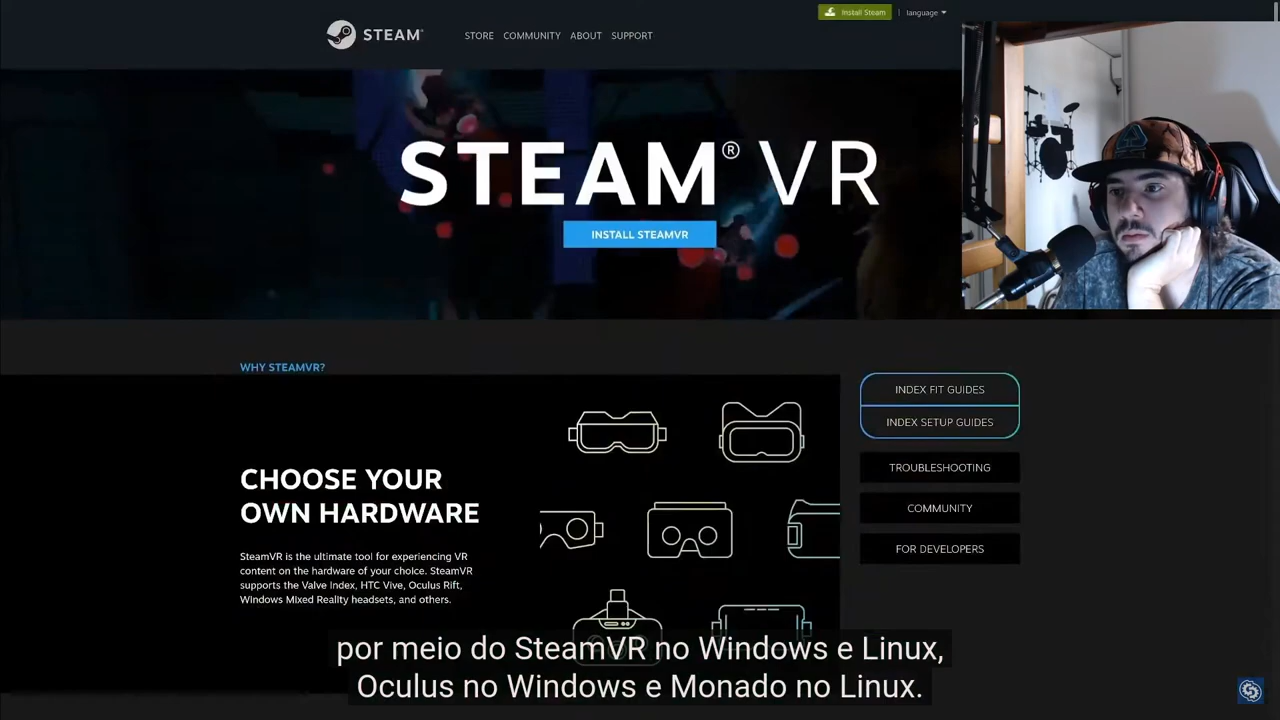 Install Steam | language
STEAM®
STORE COMMUNITY ABOUT SUPPORT
STEAM® VR
INSTALL STEAMVR
WHY STEAMVR?
CHOOSE YOUR
OWN HARDWARE
SteamVR is the ultimate tool for experiencing VR
content on the hardware of your choice. SteamVR
supports the Valve Index, HTC Vive, Oculus Rift,
Windows Mixed Reality headsets, and others.
INDEX FIT GUIDES
INDEX SETUP GUIDES
TROUBLESHOOTING
COMMUNITY
FOR DEVELOPERS
por meio do SteamVR no Windows e Linux,
Oculus no Windows e Monado no Linux.